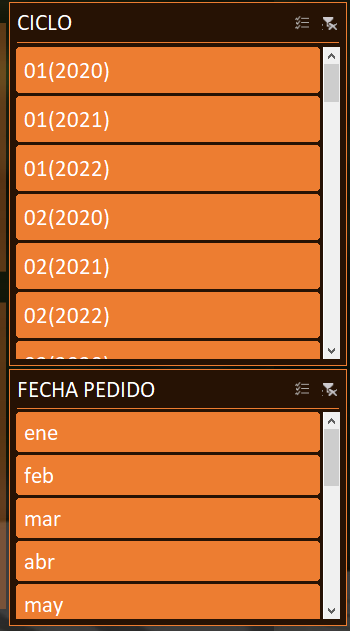 CICLO
01(2020)
01(2021)
01(2022)
02(2020)
02(2021)
02(2022)
FECHA PEDIDO
ene
feb
mar
abr
may